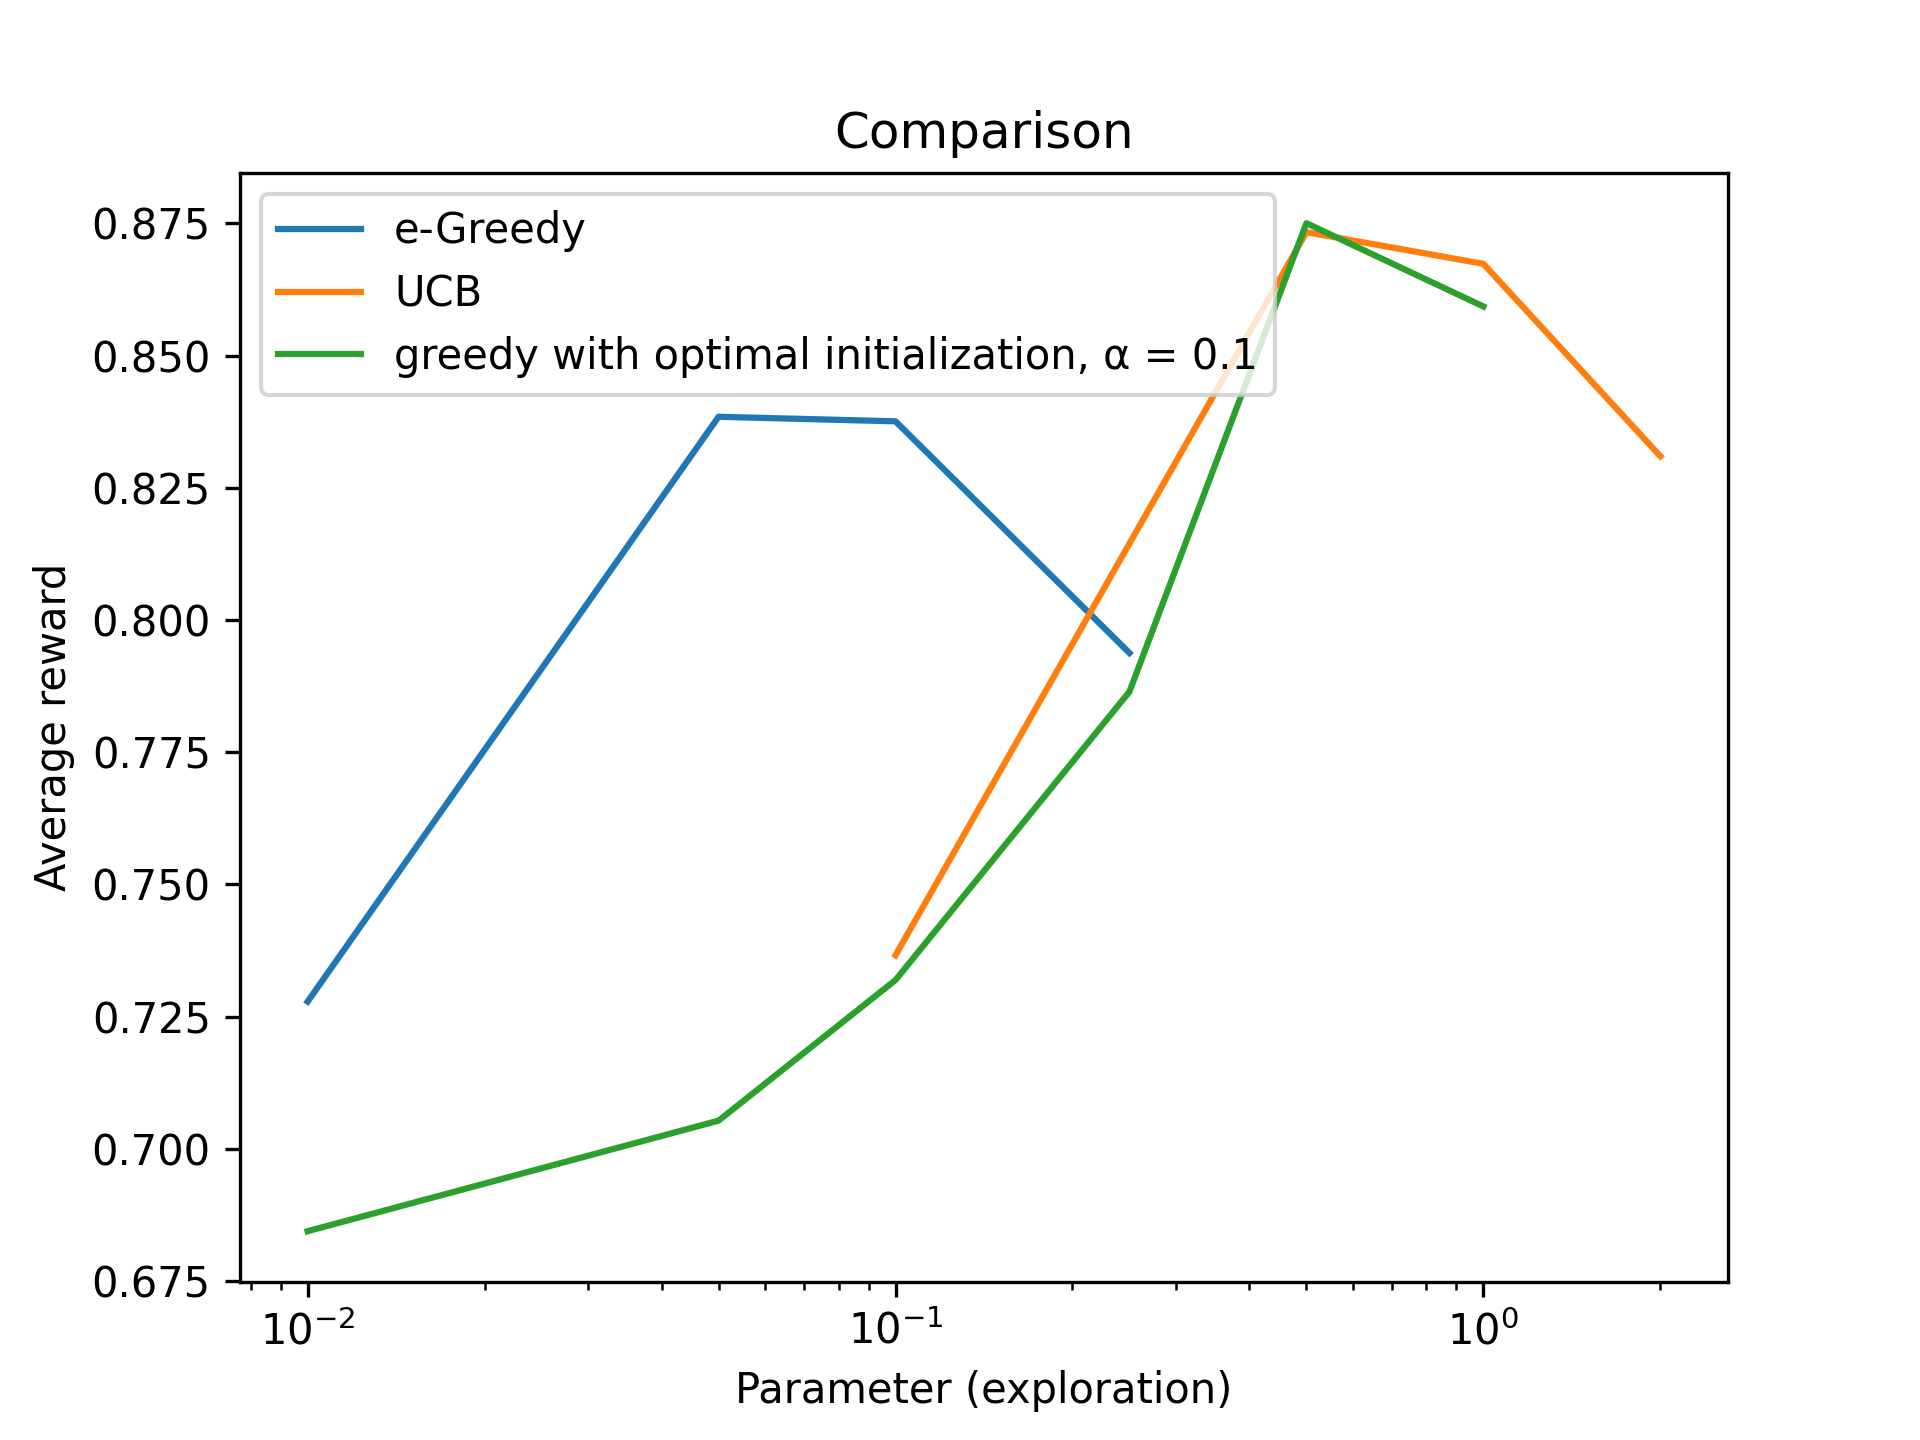 Comparison
e-Greedy
UCB
greedy with optimal initialization, α = 0.1
0.875
0.850
0.825
0.800
0.775
0.750
0.725
0.700
0.675
Average reward
10⁻² 10⁻¹ 10⁰
Parameter (exploration)